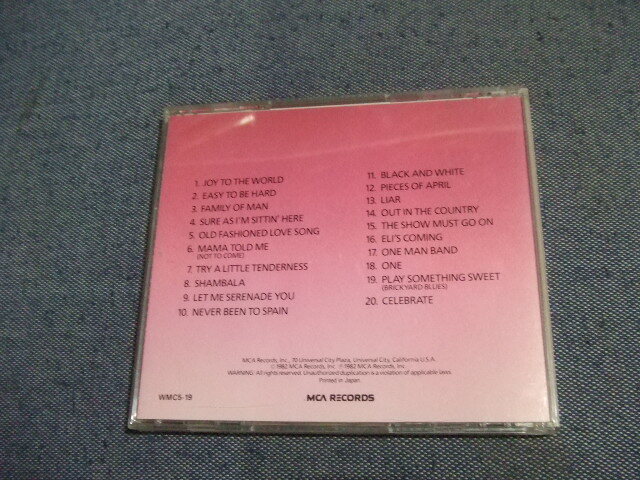 1. JOY TO THE WORLD
2. EASY TO BE HARD
3. FAMILY OF MAN
4. SURE AS I'M SITTIN' HERE
5. OLD FASHIONED LOVE SONG
6. MAMA TOLD ME
(NOT TO COME)
7. TRY A LITTLE TENDERNESS
8. SHAMBALA
9. LET ME SERENADE YOU
10. NEVER BEEN TO SPAIN
11. BLACK AND WHITE
12. PIECES OF APRIL
13. LIAR
14. OUT IN THE COUNTRY
15. THE SHOW MUST GO ON
16. ELI'S COMING
17. ONE MAN BAND
18. ONE
19. PLAY SOMETHING SWEET
(BRICKYARD BLUES)
20. CELEBRATE
MCA Records, Inc., 70 Universal City Plaza, Universal City, California U.S.A.
© 1982 MCA Records, Inc. ℗ 1982 MCA Records, Inc.
WARNING: All rights reserved. Unauthorized duplication is a violation of applicable laws.
Printed in Japan.
WMC5-19
MCA RECORDS